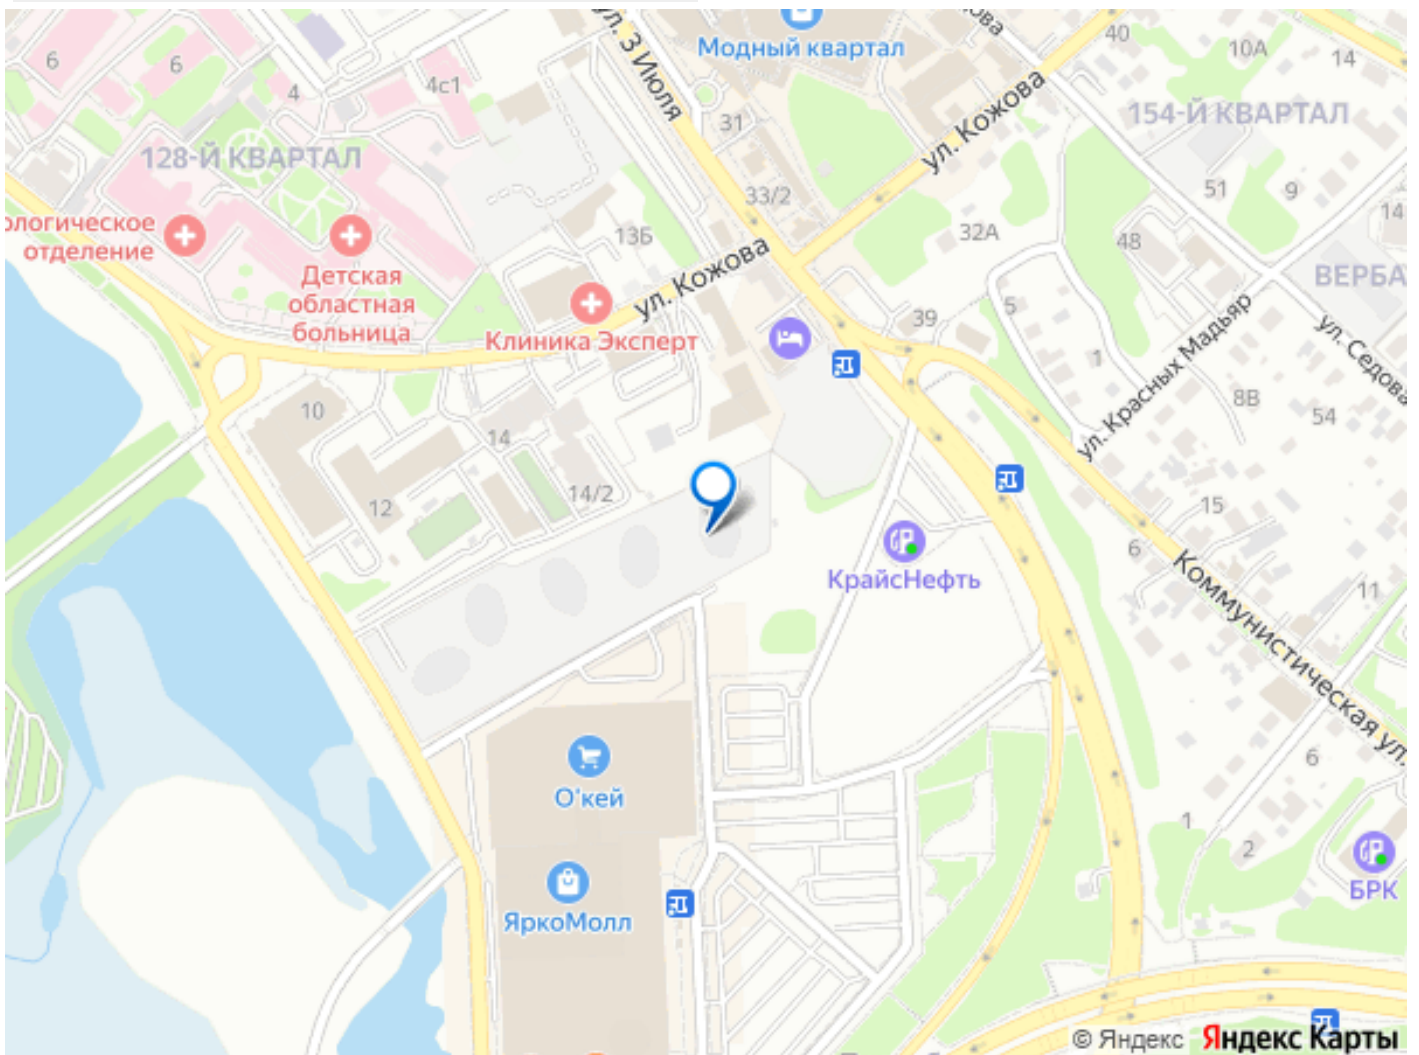 ул. 3 Июля
Модный квартал
40
10А
14
6
6
4с1
4
31
ул. Кожова
154-Й КВАРТАЛ
128-Й КВАРТАЛ
33/2
51
9
14
ологическое
отделение
13Б
32А
48
ул. Кожова
Детская
областная
больница
ВЕРБА
5
39
Клиника Эксперт
ул. Красных Мадьяр
ул. Седова
1
8В
54
10
14
12
14/2
15
6
КрайсНефть
Коммунистическая ул.
11
6
О'кей
1
2
БРК
ЯркоМолл
© Яндекс Яндекс Карты